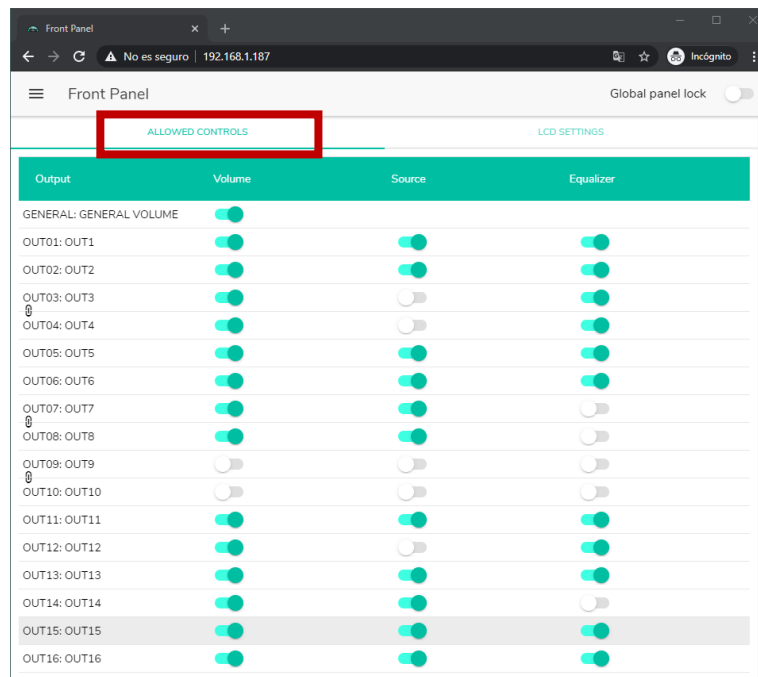 Front Panel
No es seguro | 192.168.1.187
Incógnito
Front Panel
Global panel lock
ALLOWED CONTROLS
LCD SETTINGS
Output Volume Source Equalizer
GENERAL: GENERAL VOLUME
OUT01: OUT1
OUT02: OUT2
OUT03: OUT3
OUT04: OUT4
OUT05: OUT5
OUT06: OUT6
OUT07: OUT7
OUT08: OUT8
OUT09: OUT9
OUT10: OUT10
OUT11: OUT11
OUT12: OUT12
OUT13: OUT13
OUT14: OUT14
OUT15: OUT15
OUT16: OUT16